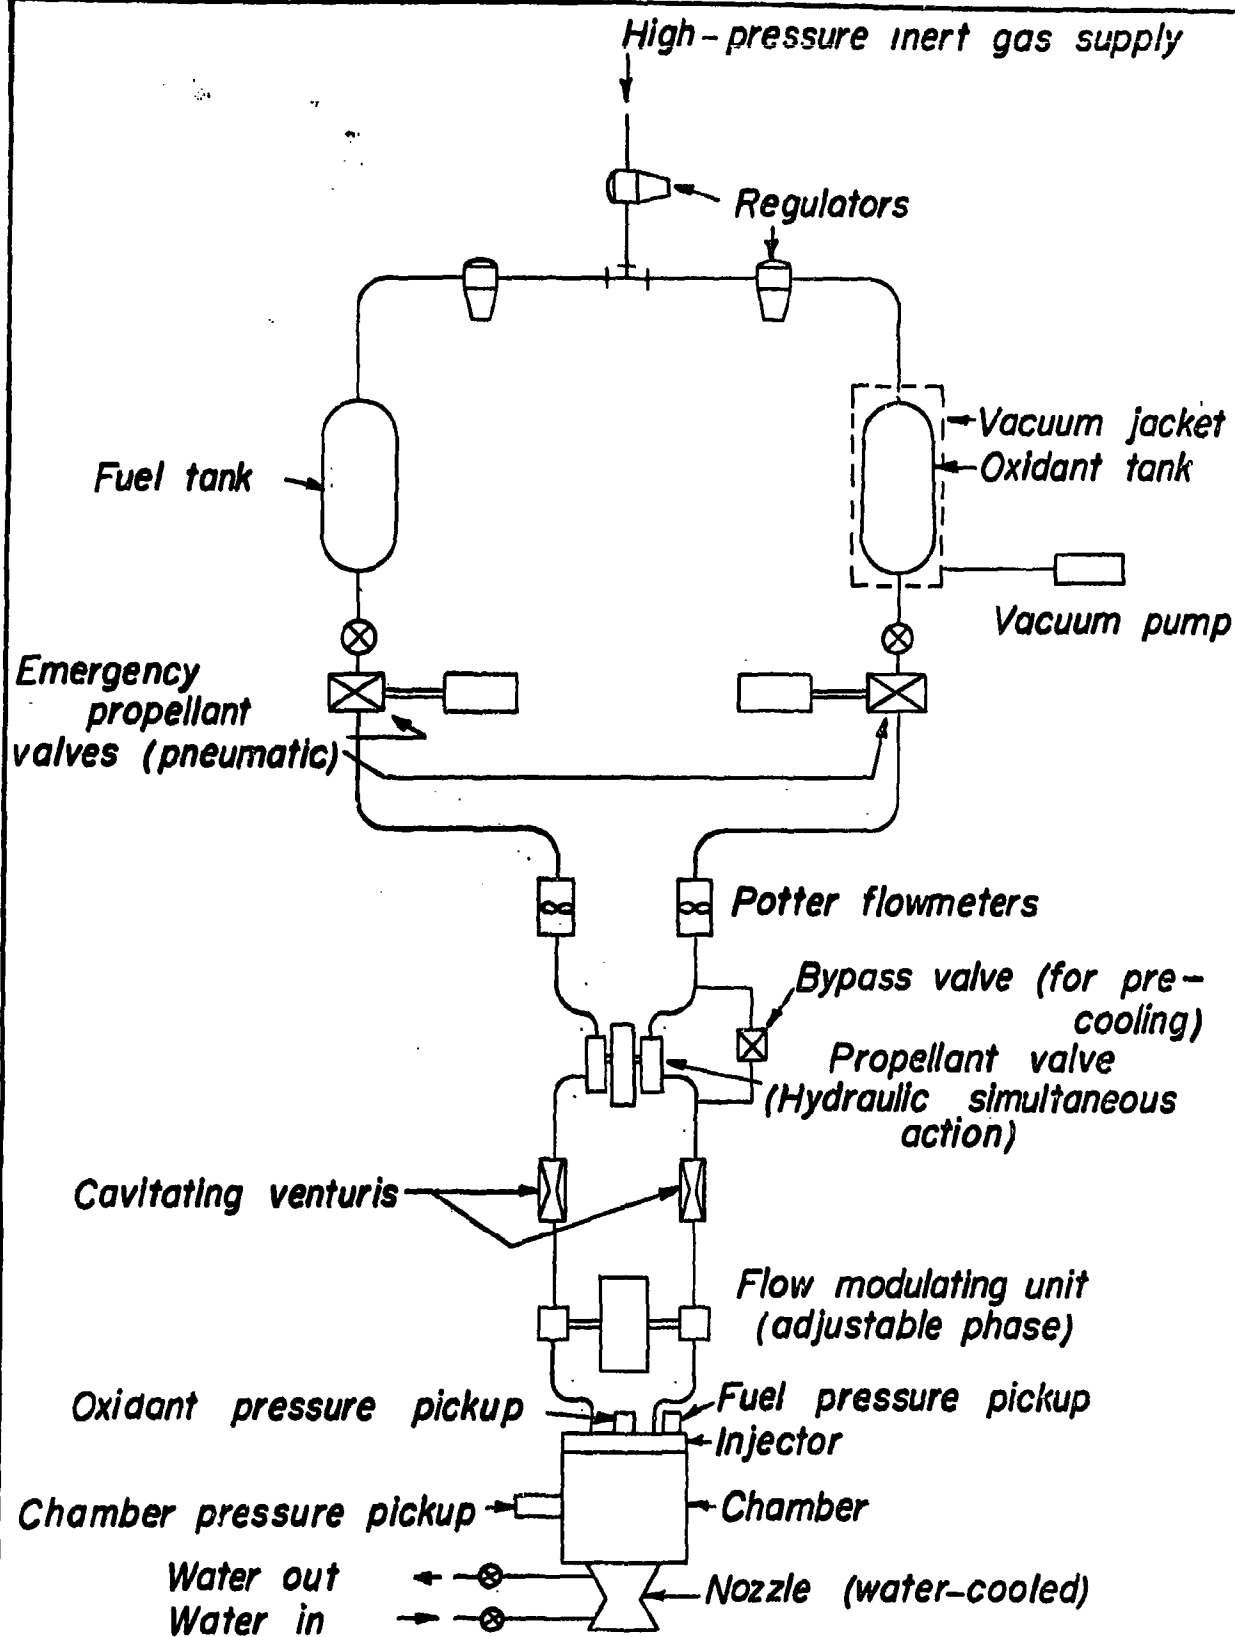 High-pressure inert gas supply
Regulators
Vacuum jacket
Fuel tank
Oxidant tank
Vacuum pump
Emergency
propellant
valves (pneumatic)
Potter flowmeters
Bypass valve (for pre-
cooling)
Propellant valve
(Hydraulic simultaneous
action)
Cavitating venturis
Flow modulating unit
(adjustable phase)
Oxidant pressure pickup
Fuel pressure pickup
Injector
Chamber pressure pickup
Chamber
Water out
Nozzle (water-cooled)
Water in